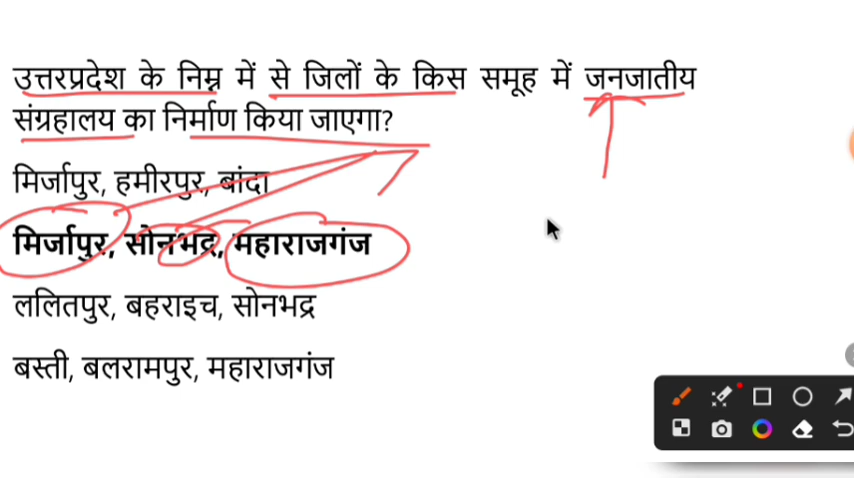 उत्तरप्रदेश के निम्न में से जिलों के किस समूह में जनजातीय
संग्रहालय का निर्माण किया जाएगा?
मिर्जापुर, हमीरपुर, बांदा
मिर्जापुर, सोनभद्र, महाराजगंज
ललितपुर, बहराइच, सोनभद्र
बस्ती, बलरामपुर, महाराजगंज